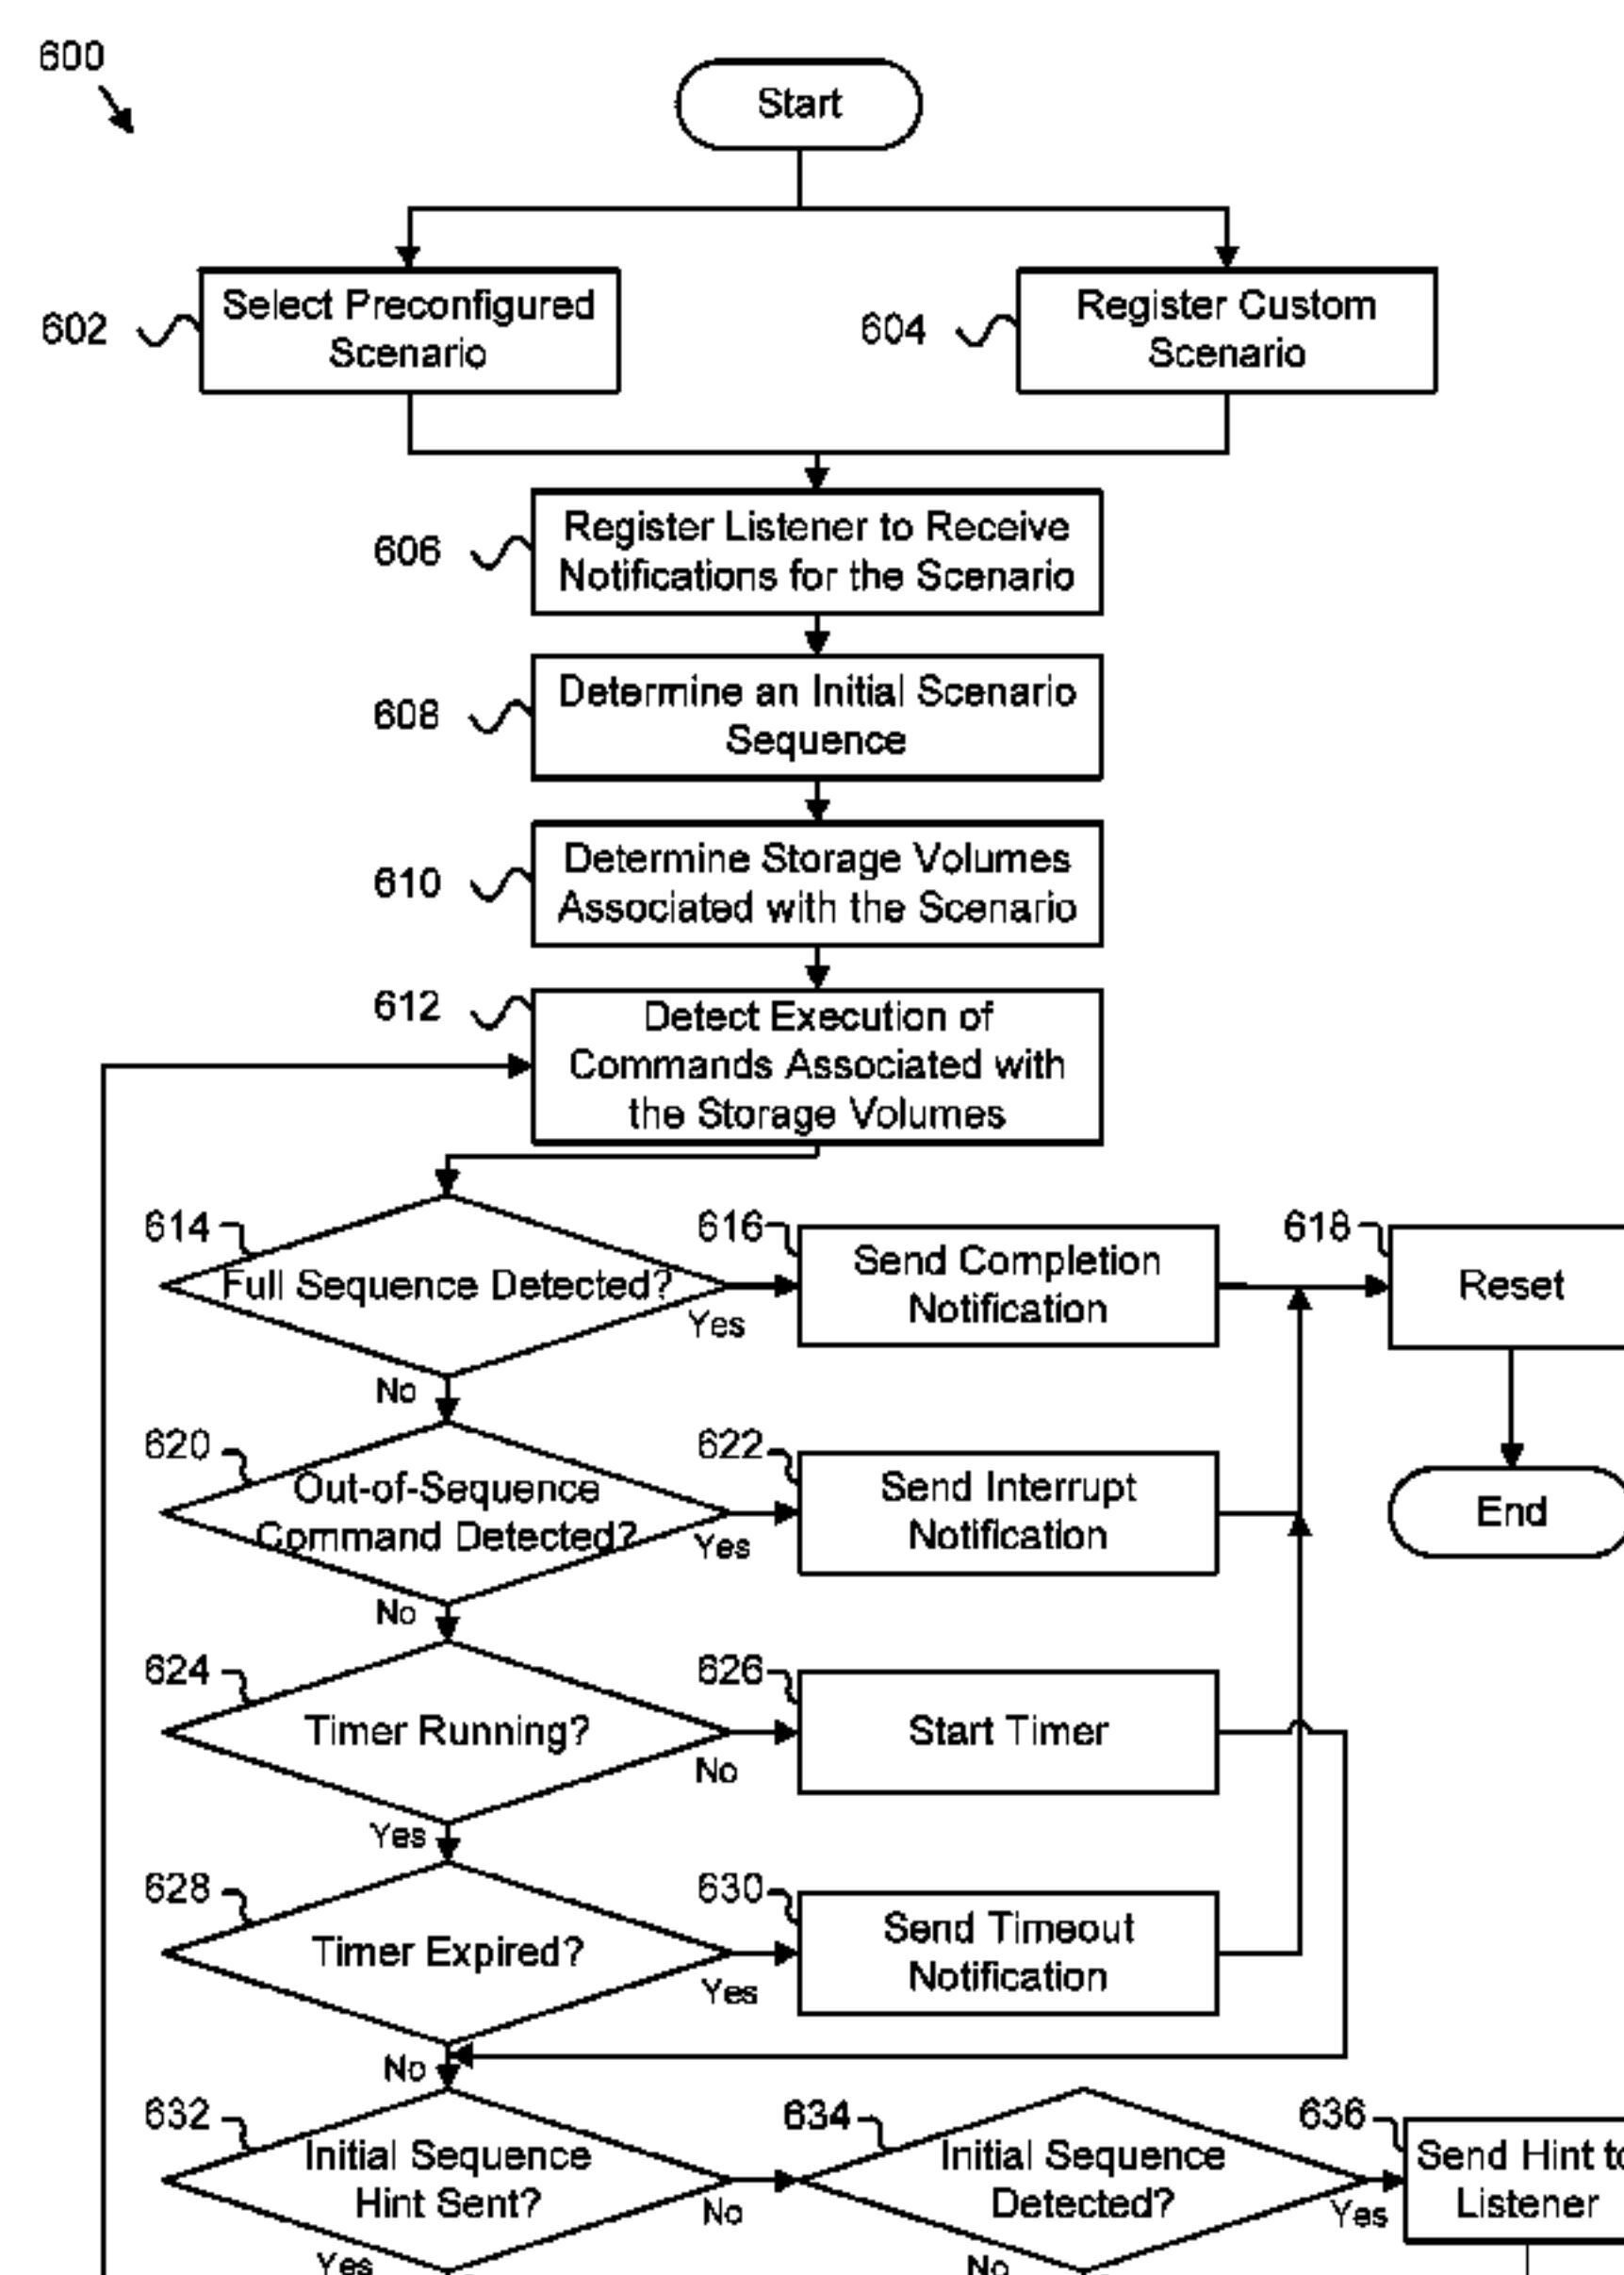 600
Start
602
Select Preconfigured
Scenario
604
Register Custom
Scenario
606
Register Listener to Receive
Notifications for the Scenario
608
Determine an Initial Scenario
Sequence
610
Determine Storage Volumes
Associated with the Scenario
612
Detect Execution of
Commands Associated with
the Storage Volumes
614
Full Sequence Detected?
Yes
No
616
Send Completion
Notification
618
Reset
620
Out-of-Sequence
Command Detected?
Yes
No
622
Send Interrupt
Notification
End
624
Timer Running?
No
Yes
626
Start Timer
628
Timer Expired?
Yes
No
630
Send Timeout
Notification
632
Initial Sequence
Hint Sent?
No
Yes
634
Initial Sequence
Detected?
Yes
No
636
Send Hint
Listener